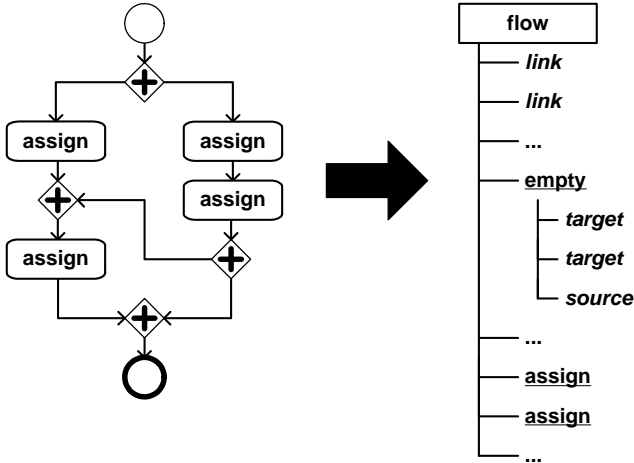 assign
assign
assign
assign
flow
link
link
...
empty
target
target
source
...
assign
assign
...